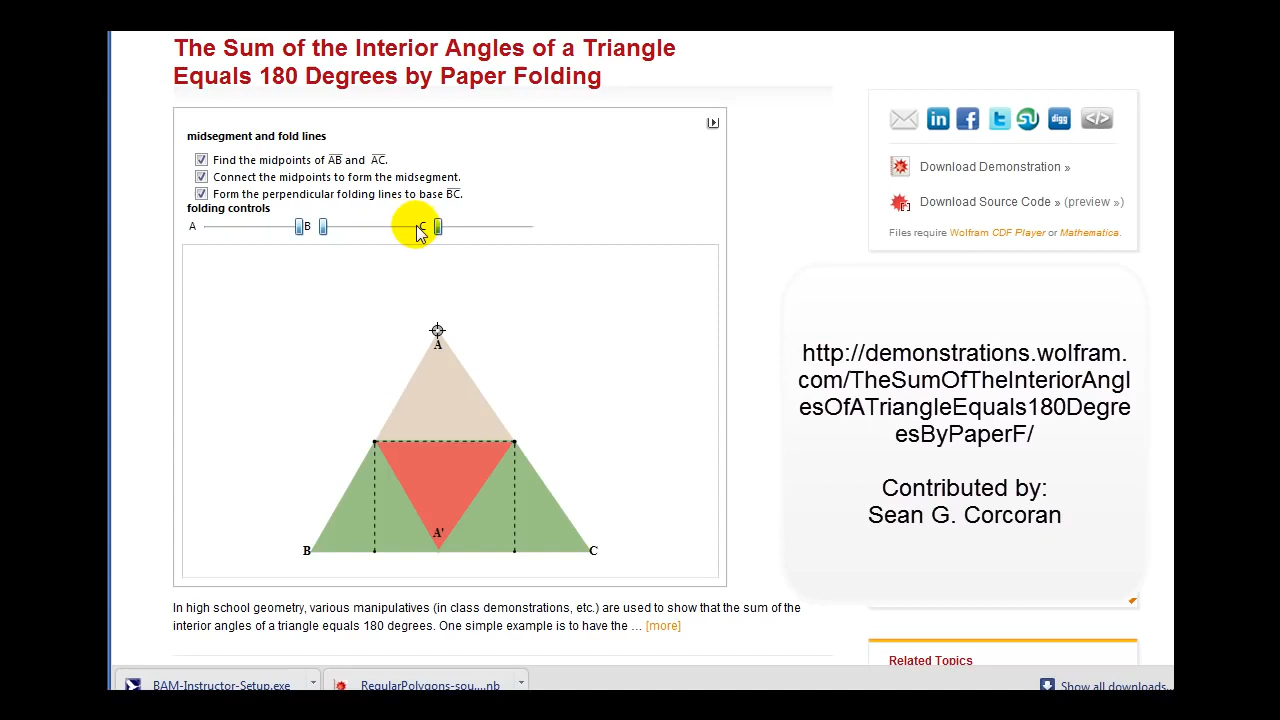 The Sum of the Interior Angles of a Triangle
Equals 180 Degrees by Paper Folding
midsegment and fold lines
Find the midpoints of AB and AC.
Connect the midpoints to form the midsegment.
Form the perpendicular folding lines to base BC.
folding controls
A B C
A
A'
B C
In high school geometry, various manipulatives (in class demonstrations, etc.) are used to show that the sum of the
interior angles of a triangle equals 180 degrees. One simple example is to have the … [more]
in f t digg </>
Download Demonstration »
Download Source Code » (preview »)
Files require Wolfram CDF Player or Mathematica.
http://demonstrations.wolfram.
com/TheSumOfTheInteriorAngl
esOfATriangleEquals180Degre
esByPaperF/
Contributed by:
Sean G. Corcoran
Related Topics
BAM-Instructor-Setup.exe
RegularPolygons-sou....nb
Show all downloads...